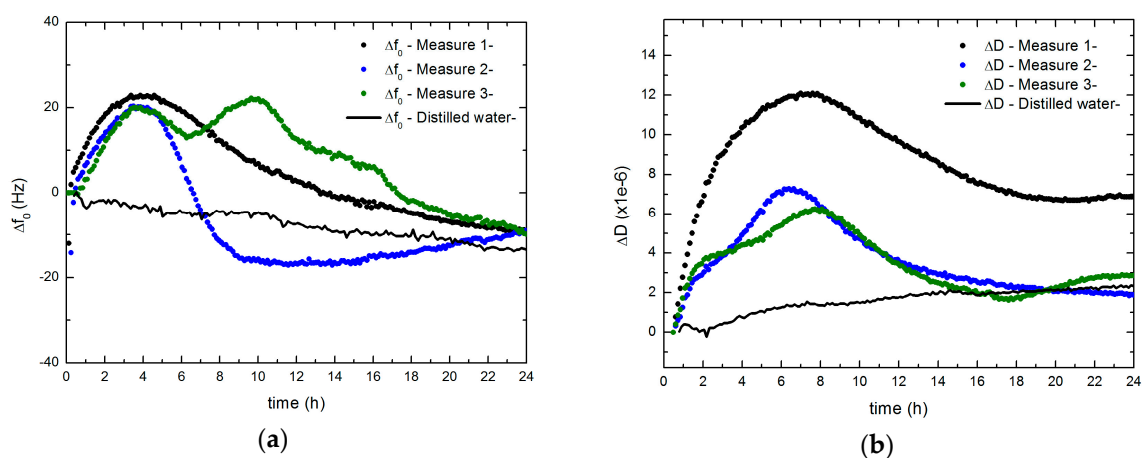 40
20
0
-20
-40
Δf₀ (Hz)
0 2 4 6 8 10 12 14 16 18 20 22 24
time (h)
Δf₀ - Measure 1-
Δf₀ - Measure 2-
Δf₀ - Measure 3-
Δf₀ - Distilled water-
(a)
14
12
10
8
6
4
2
0
ΔD (x1e-6)
0 2 4 6 8 10 12 14 16 18 20 22 24
time (h)
ΔD - Measure 1-
ΔD - Measure 2-
ΔD - Measure 3-
ΔD - Distilled water-
(b)